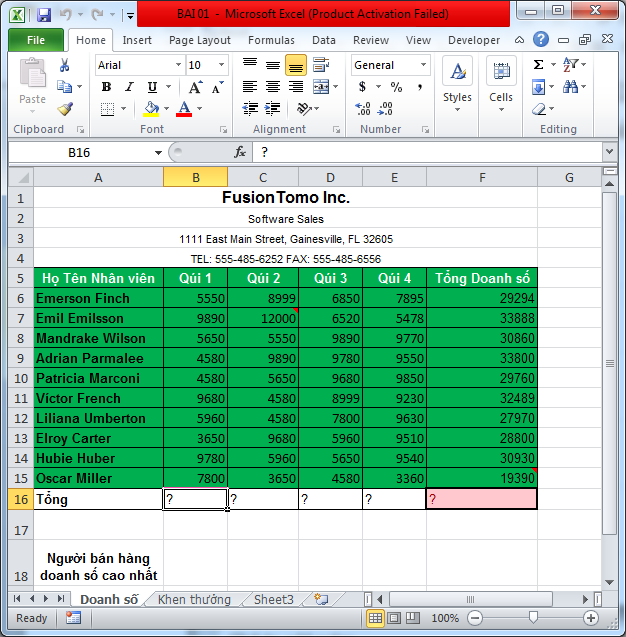 BAI 01 - Microsoft Excel (Product Activation Failed)
File Home Insert Page Layout Formulas Data Review View Developer
Paste
Arial 10
B I U A A
General
$ % ,
Styles Cells
Clipboard Font Alignment Number Editing
B16 fx ?
A B C D E F G
1 FusionTomo Inc.
2 Software Sales
3 1111 East Main Street, Gainesville, FL 32605
4 TEL: 555-485-6252 FAX: 555-485-6556
5 Họ Tên Nhân viên Qúi 1 Qúi 2 Qúi 3 Qúi 4 Tổng Doanh số
6 Emerson Finch 5550 8999 6850 7895 29294
7 Emil Emilsson 9890 12000 6520 5478 33888
8 Mandrake Wilson 5650 5550 9890 9770 30860
9 Adrian Parmalee 4580 9890 9780 9550 33800
10 Patricia Marconi 4580 5650 9680 9850 29760
11 Victor French 9680 4580 8999 9230 32489
12 Liliana Umberton 5960 4580 7800 9630 27970
13 Elroy Carter 3650 9680 5960 9510 28800
14 Hubie Huber 9780 5960 5650 9540 30930
15 Oscar Miller 7800 3650 4580 3360 19390
16 Tổng ? ? ? ? ?
17
Người bán hàng
18 doanh số cao nhất
Doanh số Khen thưởng Sheet3
Ready 100%